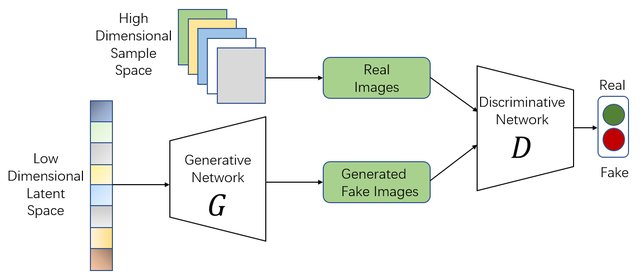 High
Dimensional
Sample
Space
Real
Images
Real
Discriminative
Network
D
Low
Dimensional
Latent
Space
Generative
Network
G
Generated
Fake Images
Fake